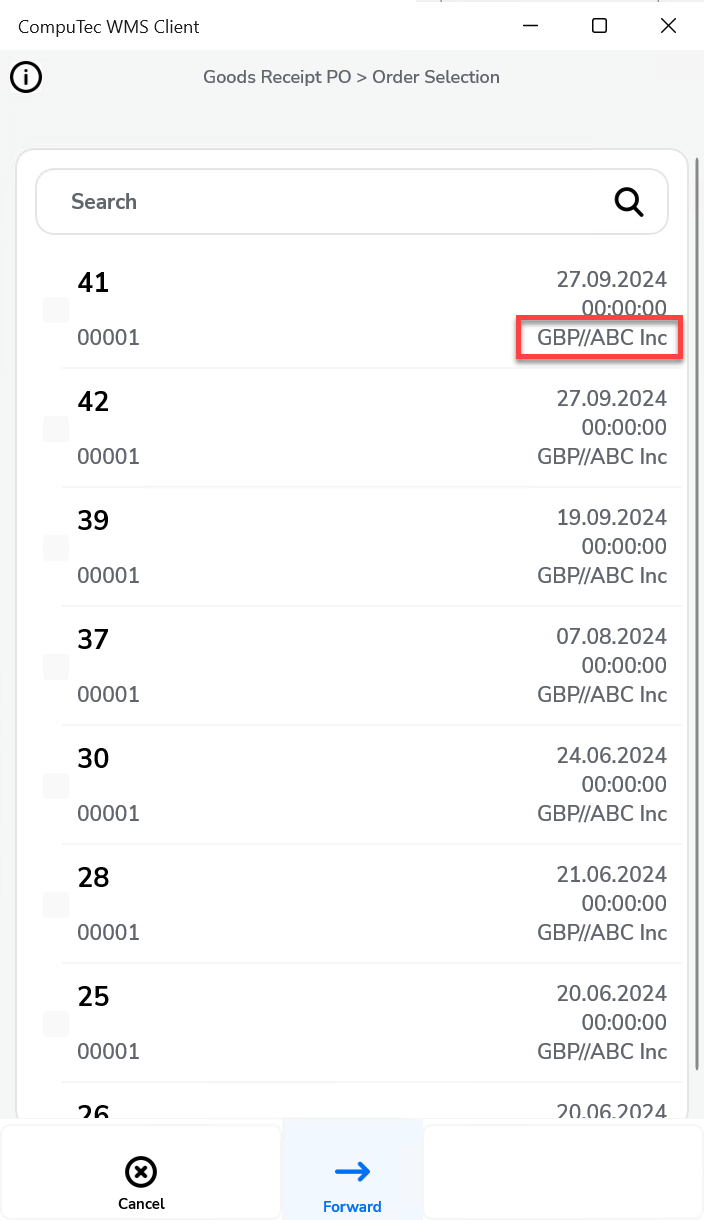 CompuTec WMS Client
Goods Receipt PO > Order Selection
Search
41
27.09.2024
00:00:00
00001
GBP//ABC Inc
42
27.09.2024
00:00:00
00001
GBP//ABC Inc
39
19.09.2024
00:00:00
00001
GBP//ABC Inc
37
07.08.2024
00:00:00
00001
GBP//ABC Inc
30
24.06.2024
00:00:00
00001
GBP//ABC Inc
28
21.06.2024
00:00:00
00001
GBP//ABC Inc
25
20.06.2024
00:00:00
00001
GBP//ABC Inc
26
20.06.2024
Cancel
Forward